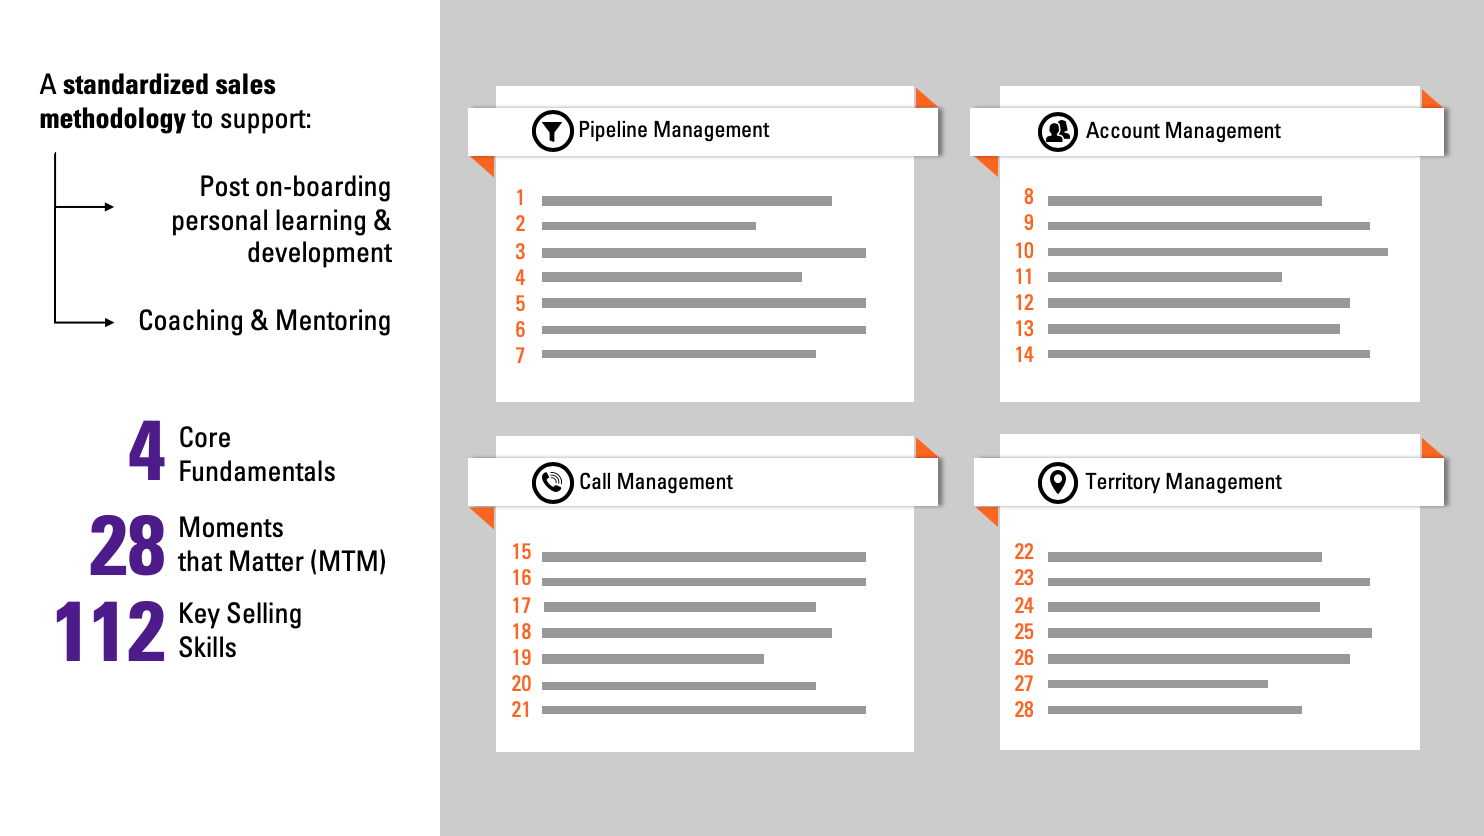 A standardized sales
methodology to support:
Post on-boarding
personal learning &
development
Coaching & Mentoring
4 Core
Fundamentals
28 Moments
that Matter (MTM)
112 Key Selling
Skills
Pipeline Management
1
2
3
4
5
6
7
Account Management
8
9
10
11
12
13
14
Call Management
15
16
17
18
19
20
21
Territory Management
22
23
24
25
26
27
28